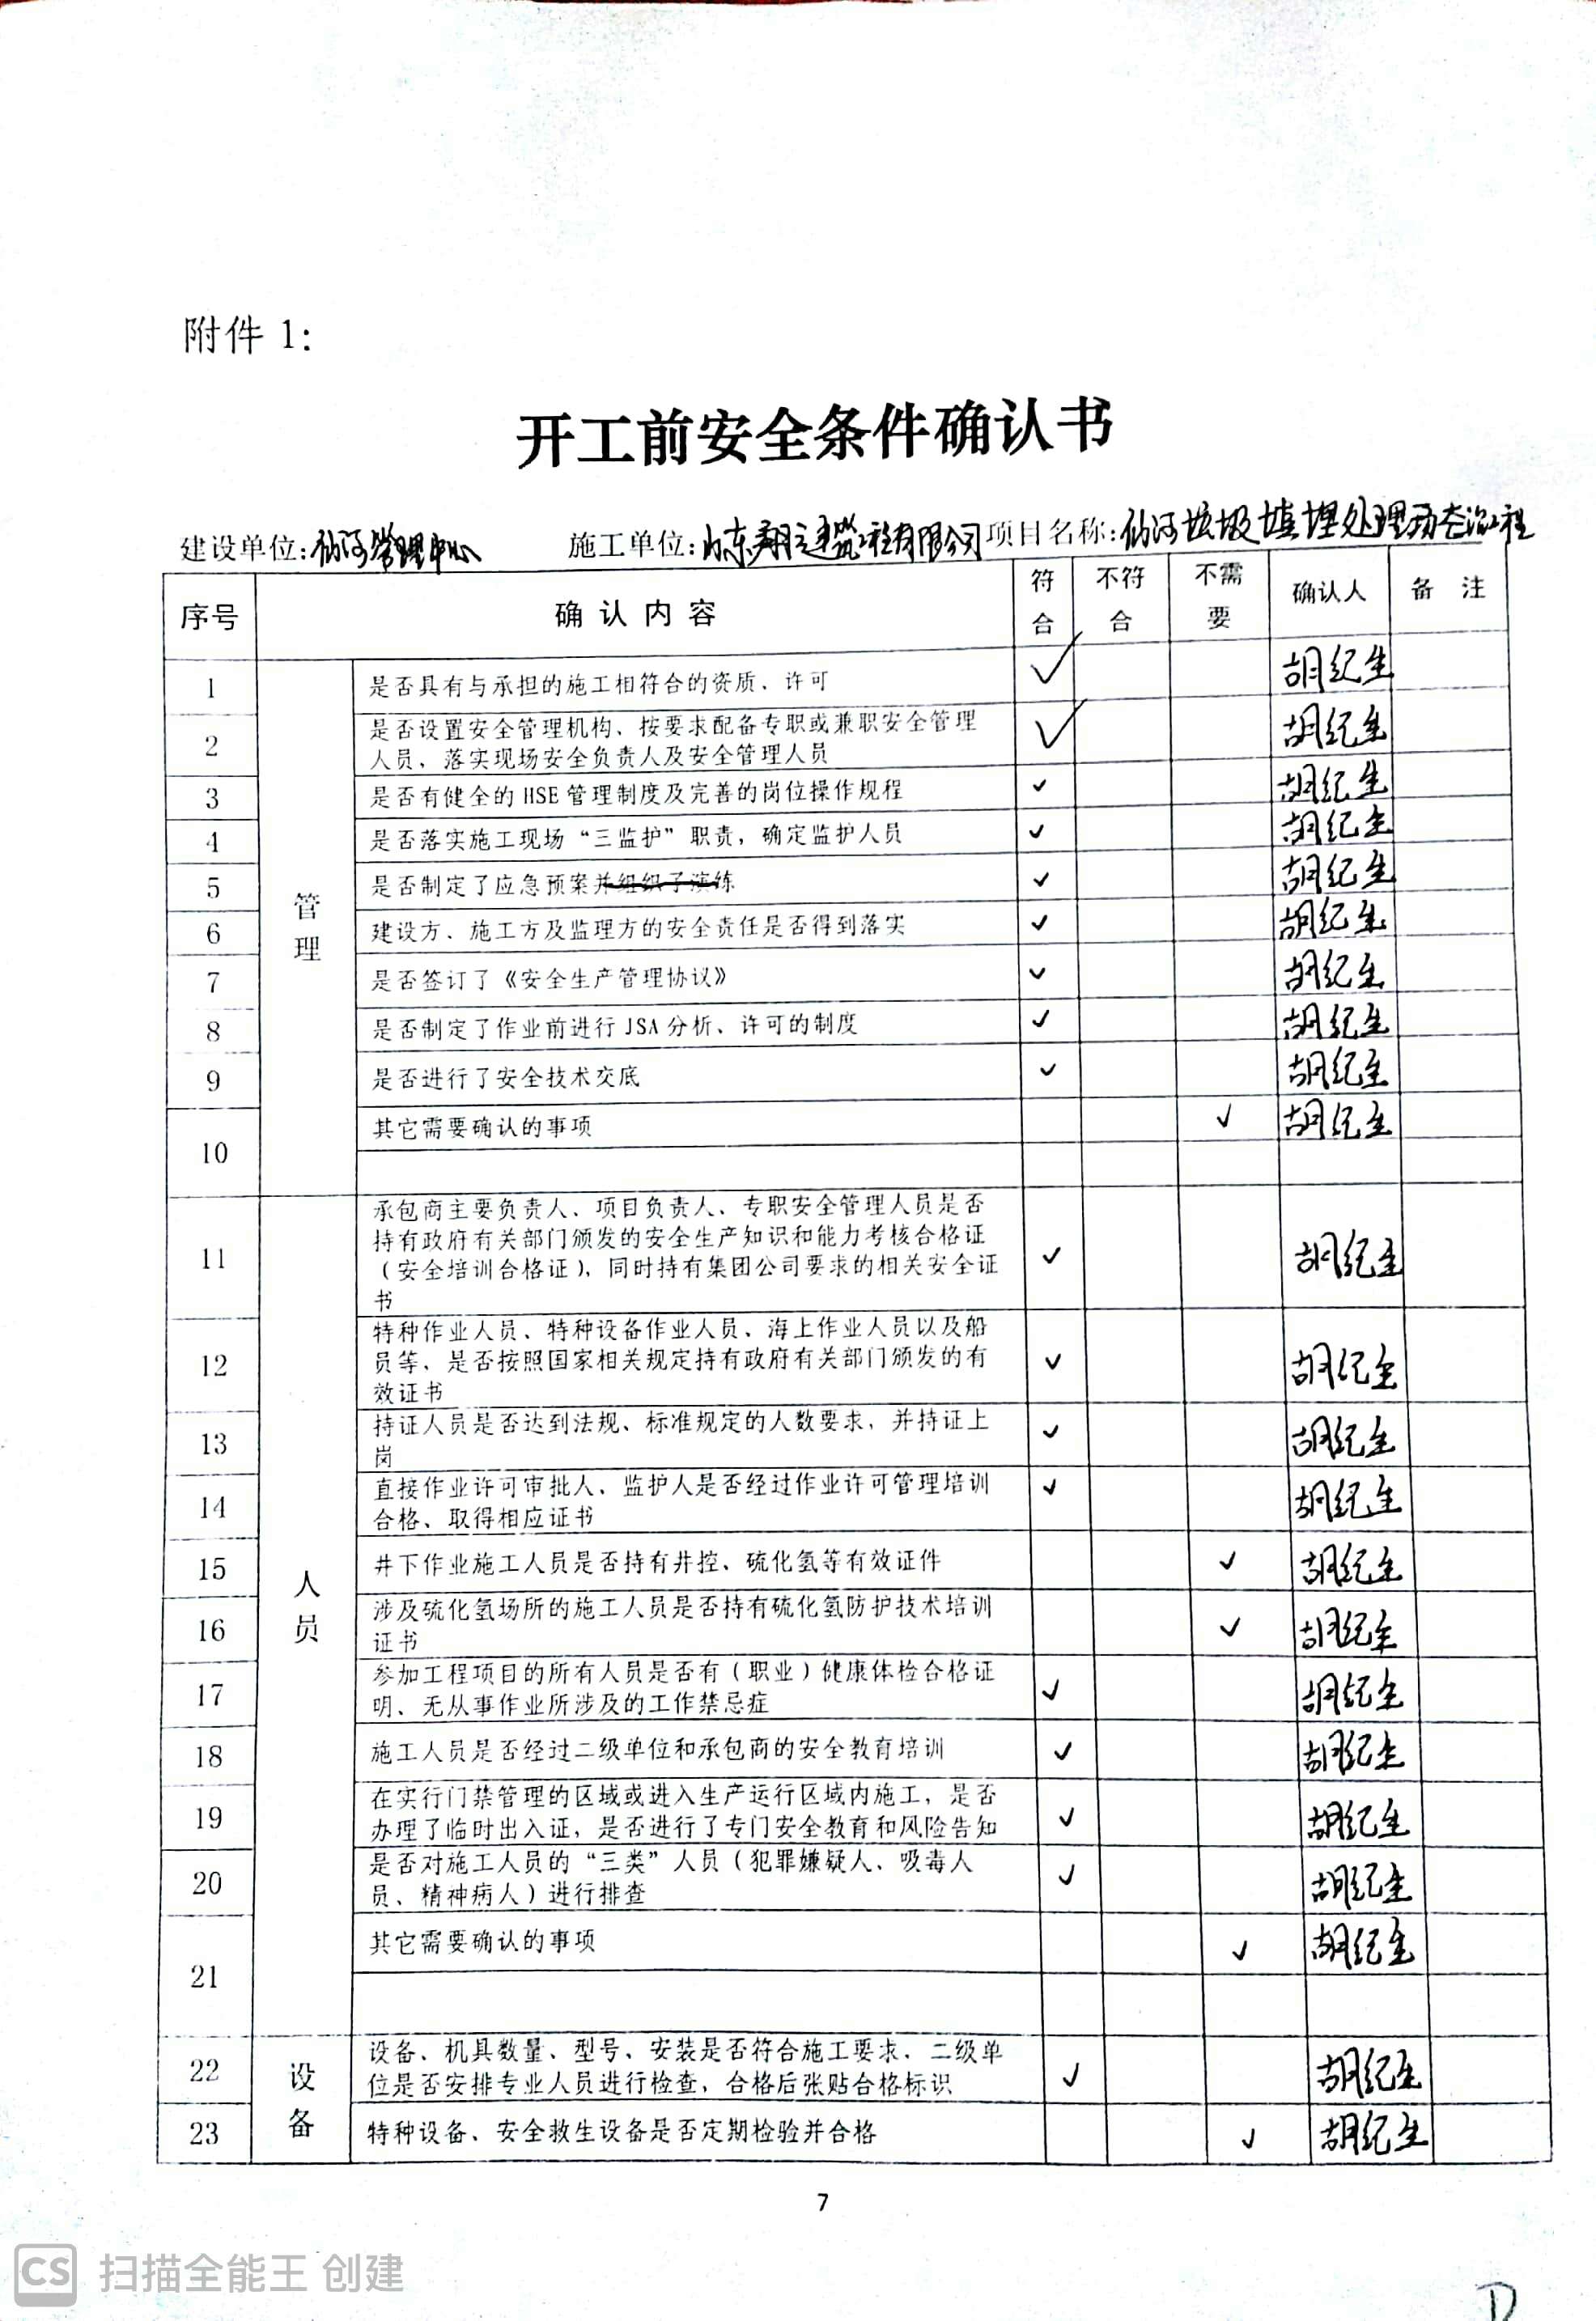 附件 1:
开工前安全条件确认书
建设单位:仙河管理中心 施工单位:山东翔建筑工程有限公司 项目名称:仙河垃圾填埋处理场治工程
序号 确认内容 符合 不符合 不需要 确认人 备注
管理
1 是否具有与承担的施工相符合的资质、许可 ✓ 胡纪生
2 是否设置安全管理机构、按要求配备专职或兼职安全管理
人员，落实现场安全负责人及安全管理人员 ✓ 胡纪生
3 是否有健全的 HSE 管理制度及完善的岗位操作规程 ✓ 胡纪生
4 是否落实施工现场“三监护”职责，确定监护人员 ✓ 胡纪生
5 是否制定了应急预案并组织了演练 ✓ 胡纪生
6 建设方、施工方及监理方的安全责任是否得到落实 ✓ 胡纪生
7 是否签订了《安全生产管理协议》 ✓ 胡纪生
8 是否制定了作业前进行 JSA 分析、许可的制度 ✓ 胡纪生
9 是否进行了安全技术交底 ✓ 胡纪生
10 其它需要确认的事项 ✓ 胡纪生
人员
11 承包商主要负责人、项目负责人、专职安全管理人员是否
持有政府有关部门颁发的安全生产知识和能力考核合格证
（安全培训合格证），同时持有集团公司要求的相关安全证
书 ✓ 胡纪生
12 特种作业人员、特种设备作业人员、海上作业人员以及船
员等，是否按照国家相关规定持有政府有关部门颁发的有
效证书 ✓ 胡纪生
13 持证人员是否达到法规、标准规定的人数要求，并持证上
岗 ✓ 胡纪生
14 直接作业许可审批人、监护人是否经过作业许可管理培训
合格、取得相应证书 ✓ 胡纪生
15 井下作业施工人员是否持有井控、硫化氢等有效证件 ✓ 胡纪生
16 涉及硫化氢场所的施工人员是否持有硫化氢防护技术培训
证书 ✓ 胡纪生
17 参加工程项目的所有人员是否有（职业）健康体检合格证
明、无从事作业所涉及的工作禁忌症 ✓ 胡纪生
18 施工人员是否经过二级单位和承包商的安全教育培训 ✓ 胡纪生
19 在实行门禁管理的区域或进入生产运行区域内施工，是否
办理了临时出入证，是否进行了专门安全教育和风险告知 ✓ 胡纪生
20 是否对施工人员的“三类”人员（犯罪嫌疑人、吸毒人
员、精神病人）进行排查 ✓ 胡纪生
21 其它需要确认的事项 ✓ 胡纪生
设备
22 设备、机具数量、型号、安装是否符合施工要求，二级单
位是否安排专业人员进行检查，合格后张贴合格标识 ✓ 胡纪生
23 特种设备、安全救生设备是否定期检验并合格 ✓ 胡纪生
7
CS 扫描全能王 创建